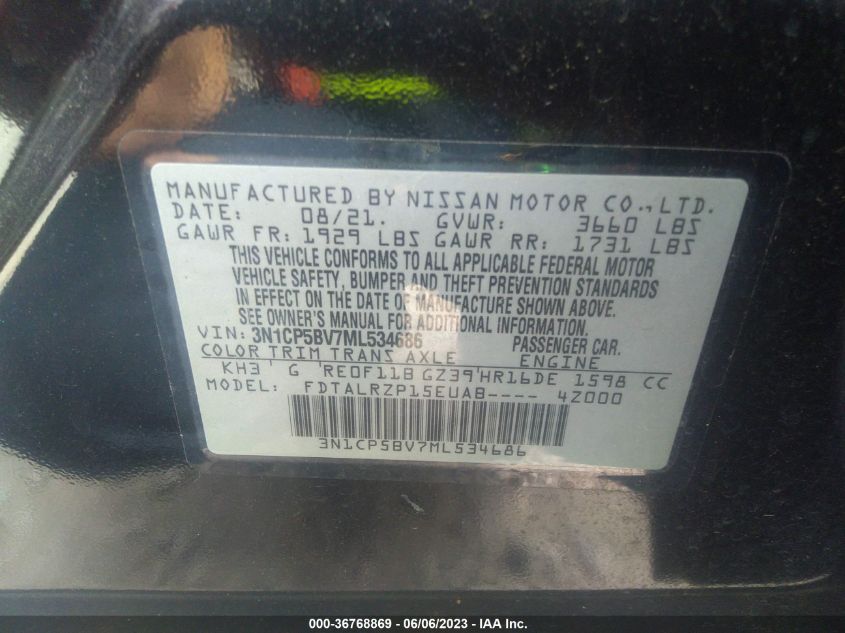 MANUFACTURED BY NISSAN MOTOR CO., LTD.
DATE: 08/21. GVWR: 3660 LBS
GAWR FR: 1929 LBS GAWR RR: 1731 LBS
THIS VEHICLE CONFORMS TO ALL APPLICABLE FEDERAL MOTOR
VEHICLE SAFETY, BUMPER AND THEFT PREVENTION STANDARDS
IN EFFECT ON THE DATE OF MANUFACTURE SHOWN ABOVE.
SEE OWNER'S MANUAL FOR ADDITIONAL INFORMATION.
VIN: 3N1CP5BV7ML534686 PASSENGER CAR.
COLOR TRIM TRANS AXLE ENGINE
KH3' G 'RE0F11B GZ39'HR16DE 1598 CC
MODEL: FDTALRZP15EUAB---- 4Z000
3N1CP5BV7ML534686
000-36768869 - 06/06/2023 - IAA Inc.